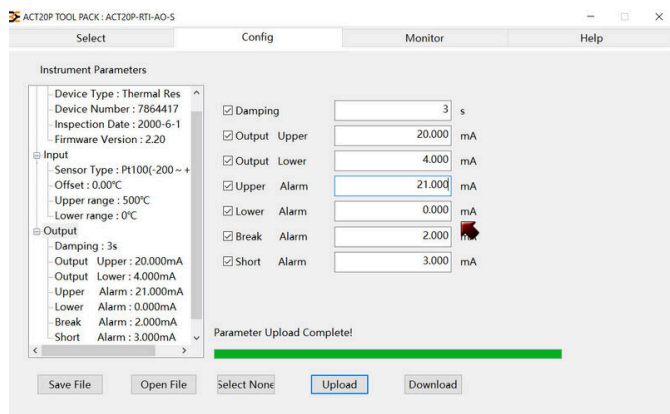 ACT20P TOOL PACK : ACT20P-RTI-AO-S
Select Config Monitor Help
Instrument Parameters
Device Type : Thermal Res
Device Number : 7864417
Inspection Date : 2000-6-1
Firmware Version : 2.20
Input
Sensor Type : Pt100(-200 ~ +
Offset : 0.00℃
Upper range : 500℃
Lower range : 0℃
Output
Damping : 3s
Output Upper : 20.000mA
Output Lower : 4.000mA
Upper Alarm : 21.000mA
Lower Alarm : 0.000mA
Break Alarm : 2.000mA
Short Alarm : 3.000mA
Damping 3 s
Output Upper 20.000 mA
Output Lower 4.000 mA
Upper Alarm 21.000 mA
Lower Alarm 0.000 mA
Break Alarm 2.000
Short Alarm 3.000 mA
Parameter Upload Complete!
Save File Open File Select None Upload Download